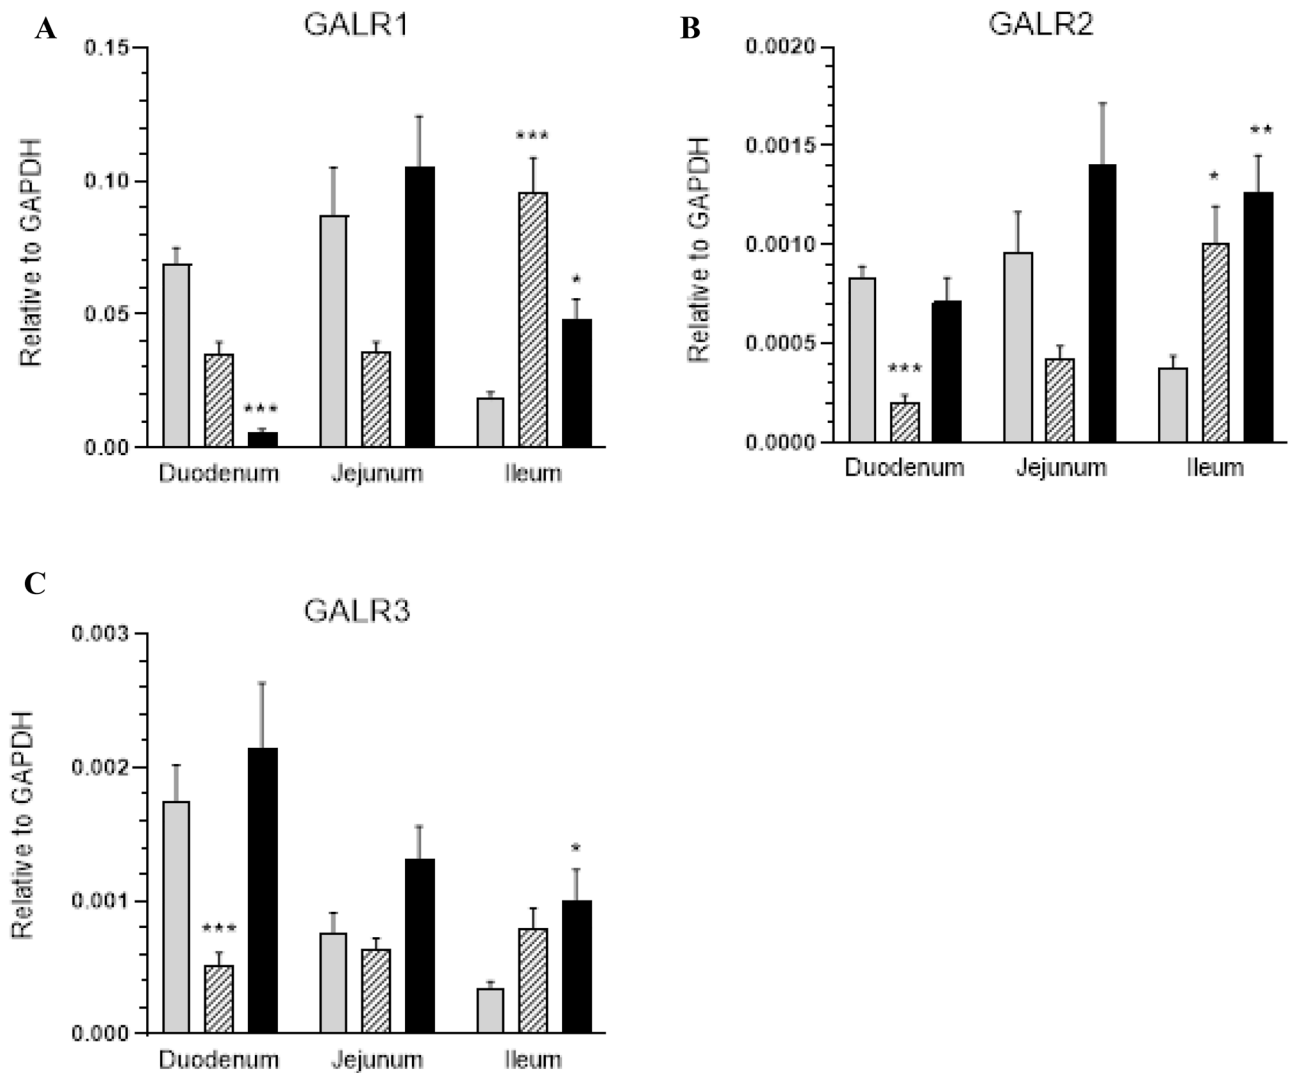 A
GALR1
0.15
0.10
0.05
0.00
Relative to GAPDH
***
***
*
Duodenum
Jejunum
Ileum
B
GALR2
0.0020
0.0015
0.0010
0.0005
0.0000
Relative to GAPDH
***
*
**
Duodenum
Jejunum
Ileum
C
GALR3
0.003
0.002
0.001
0.000
Relative to GAPDH
***
*
Duodenum
Jejunum
Ileum